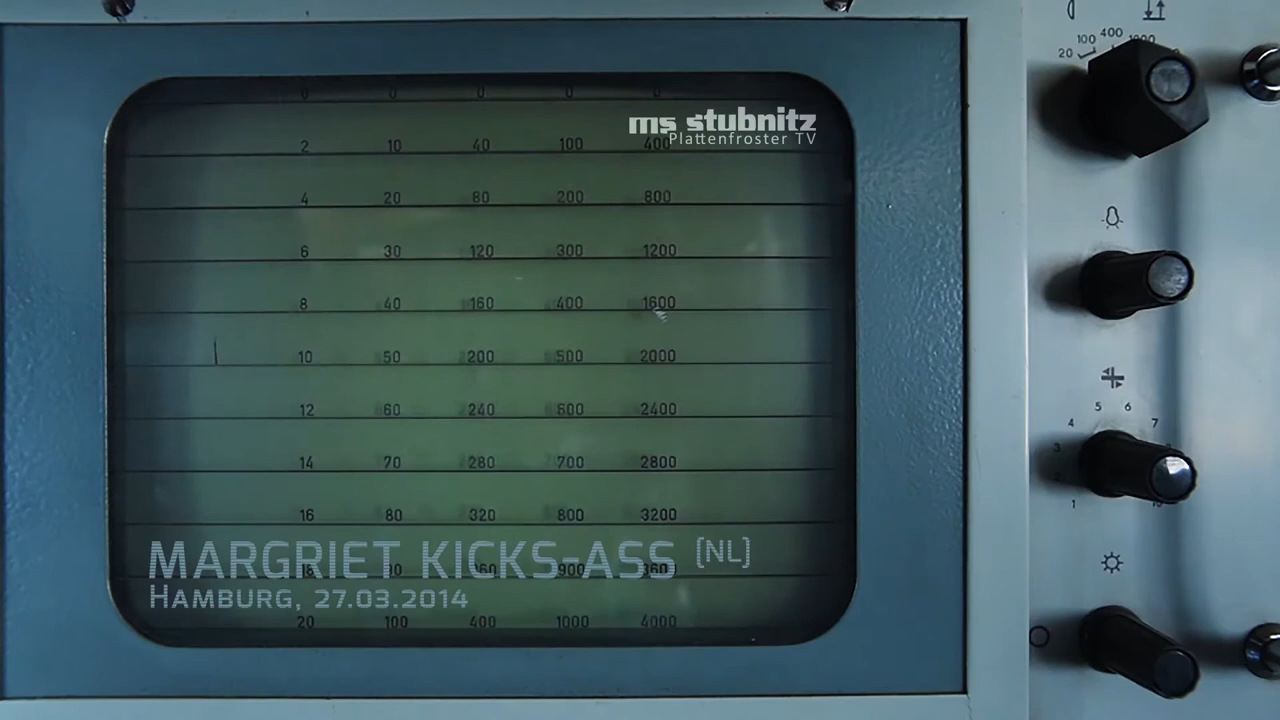 20 100 400 1000
0 0 0 0 0
ms stubnitz
Plattenfroster TV
2 10 40 100 400
4 20 80 200 800
6 30 120 300 1200
8 40 160 400 1600
10 50 200 500 2000
5 6
4 7
12 60 240 600 2400
3
14 70 280 700 2800
1 10
16 80 320 800 3200
MARGRIET KICKS-ASS [NL]
18 900
HAMBURG, 27.03.2014
20 100 400 1000 4000